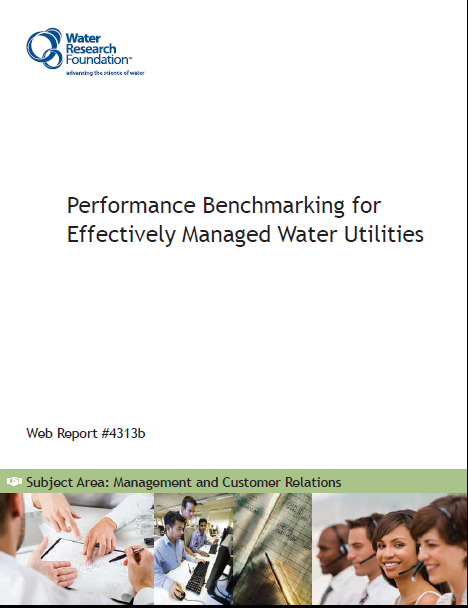 Water
Research
Foundation™
advancing the science of water
Performance Benchmarking for
Effectively Managed Water Utilities
Web Report #4313b
Subject Area: Management and Customer Relations